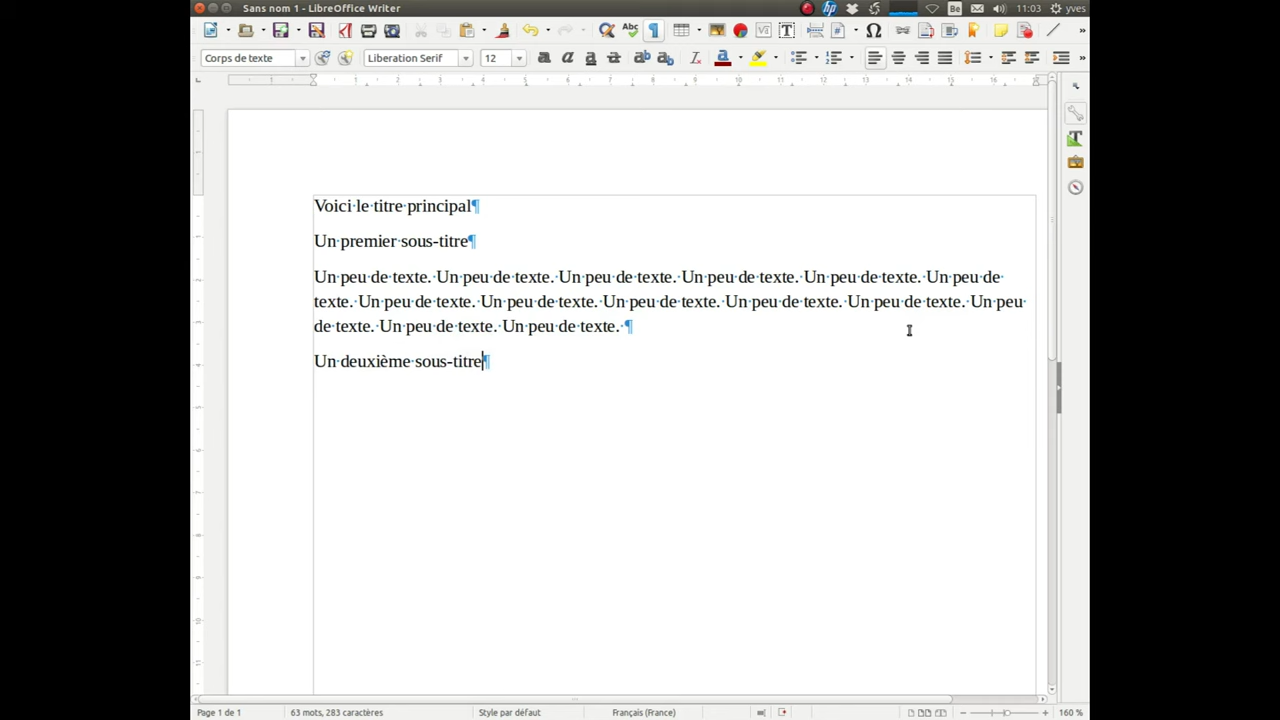 Sans nom 1 - LibreOffice Writer
Be
11:03
yves
Corps de texte
Liberation Serif
12
Voici le titre principal¶
Un premier sous-titre¶
Un peu de texte. Un peu de texte. Un peu de texte. Un peu de texte. Un peu de texte. Un peu de
texte. Un peu de texte. Un peu de texte. Un peu de texte. Un peu de texte. Un peu de texte. Un peu
de texte. Un peu de texte. Un peu de texte. ¶
Un deuxième sous-titre¶
Page 1 de 1
63 mots, 283 caractères
Style par défaut
Français (France)
160 %